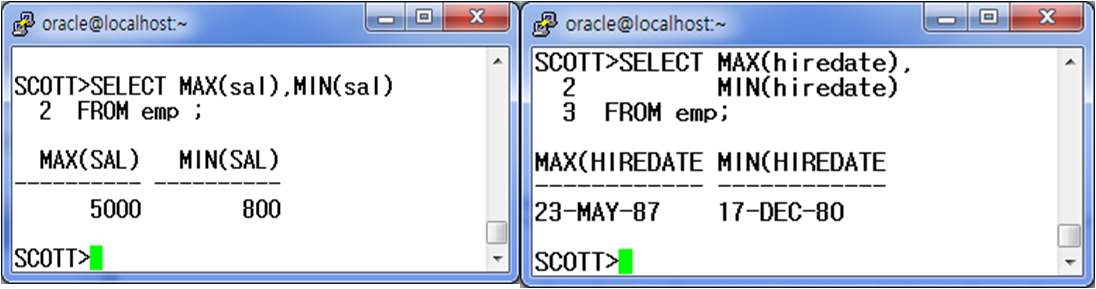 oracle@localhost:~
SCOTT>SELECT MAX(sal),MIN(sal)
  2  FROM emp ;
  MAX(SAL)   MIN(SAL)
---------- ----------
      5000        800
SCOTT>
oracle@localhost:~
SCOTT>SELECT MAX(hiredate),
  2         MIN(hiredate)
  3  FROM emp;
MAX(HIREDATE MIN(HIREDATE
------------ ------------
23-MAY-87    17-DEC-80
SCOTT>